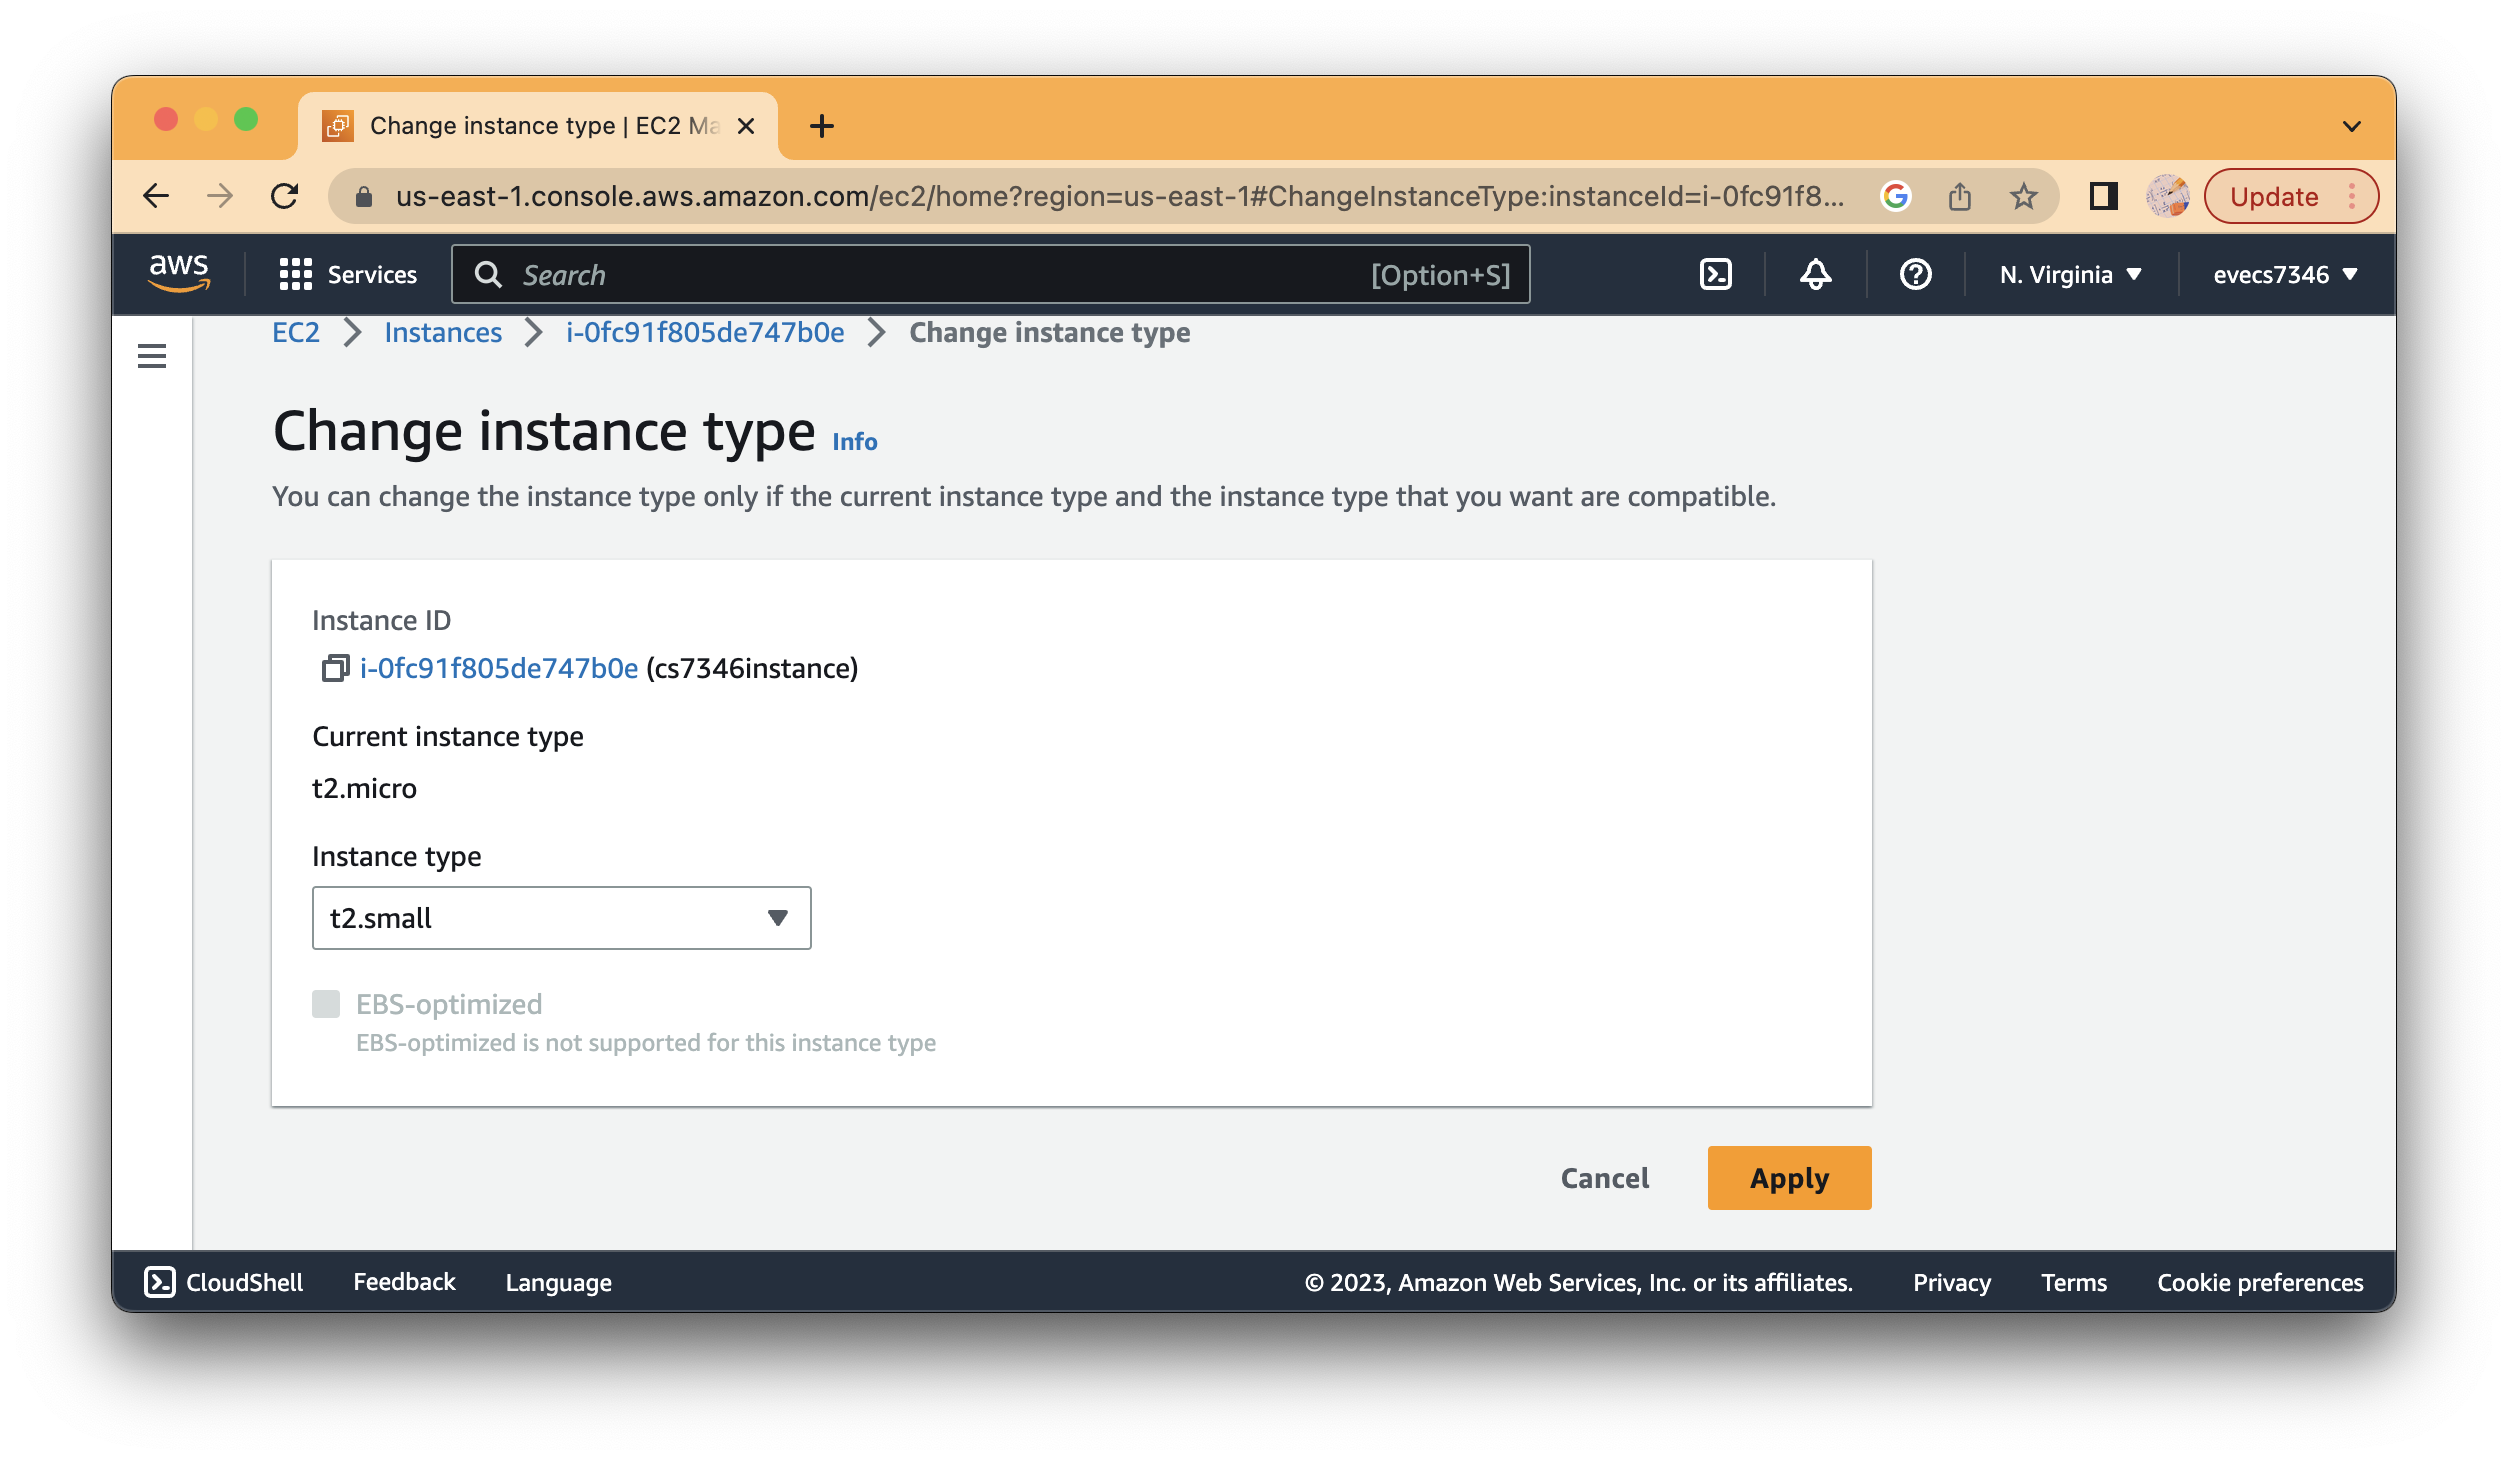 Change instance type | EC2 Ma
us-east-1.console.aws.amazon.com/ec2/home?region=us-east-1#ChangeInstanceType:instanceId=i-0fc91f8...
Update
aws
Services
Search
[Option+S]
N. Virginia
evecs7346
EC2
Instances
i-0fc91f805de747b0e
Change instance type
Change instance type Info
You can change the instance type only if the current instance type and the instance type that you want are compatible.
Instance ID
i-0fc91f805de747b0e (cs7346instance)
Current instance type
t2.micro
Instance type
t2.small
EBS-optimized
EBS-optimized is not supported for this instance type
Cancel
Apply
CloudShell
Feedback
Language
© 2023, Amazon Web Services, Inc. or its affiliates.
Privacy
Terms
Cookie preferences